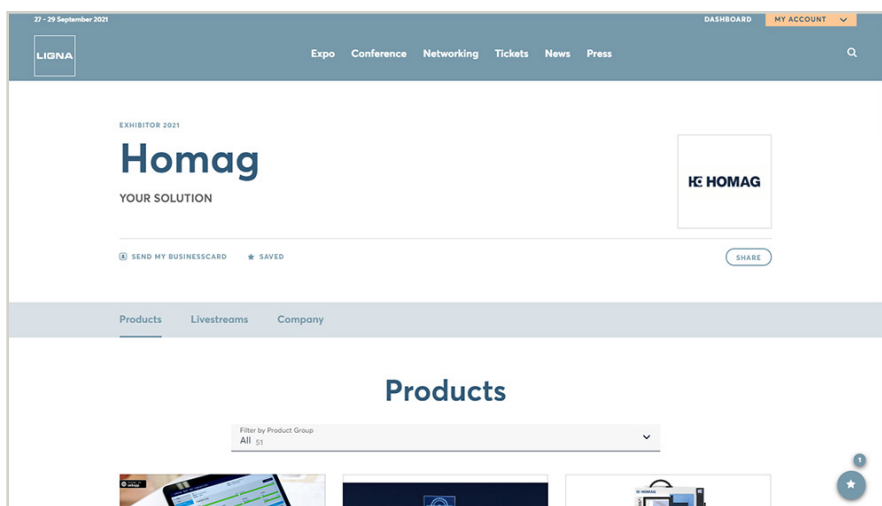 27 - 29 September 2021
DASHBOARD
MY ACCOUNT
LIGNA
Expo Conference Networking Tickets News Press
EXHIBITOR 2021
Homag
YOUR SOLUTION
HOMAG
SEND MY BUSINESSCARD
SAVED
SHARE
Products Livestreams Company
Products
Filter by Product Group
All 51
1
HOMAG